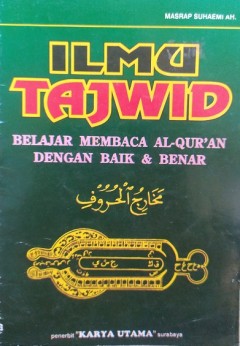 MASRAP SUHAEMI AH.
ILMU
TAJWID
BELAJAR MEMBACA AL-QUR'AN
DENGAN BAIK & BENAR
مخارج الحروف
penerbit "KARYA UTAMA" surabaya